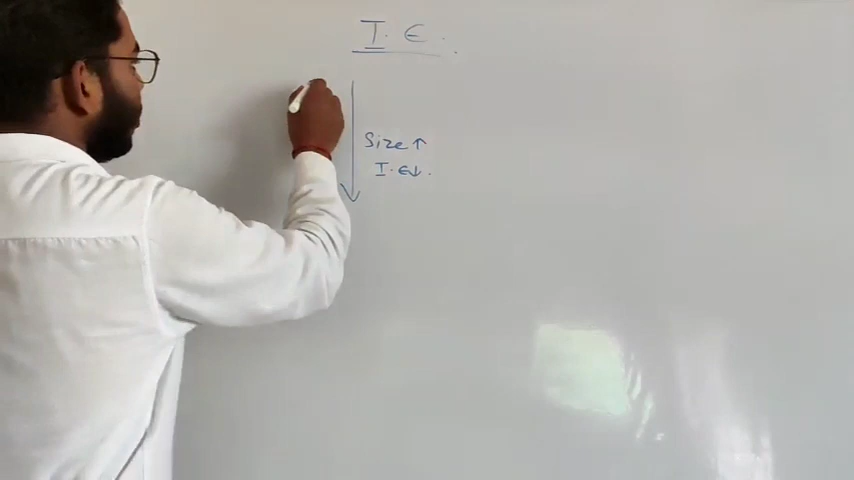 I. E.
Size ↑
I. E↓.